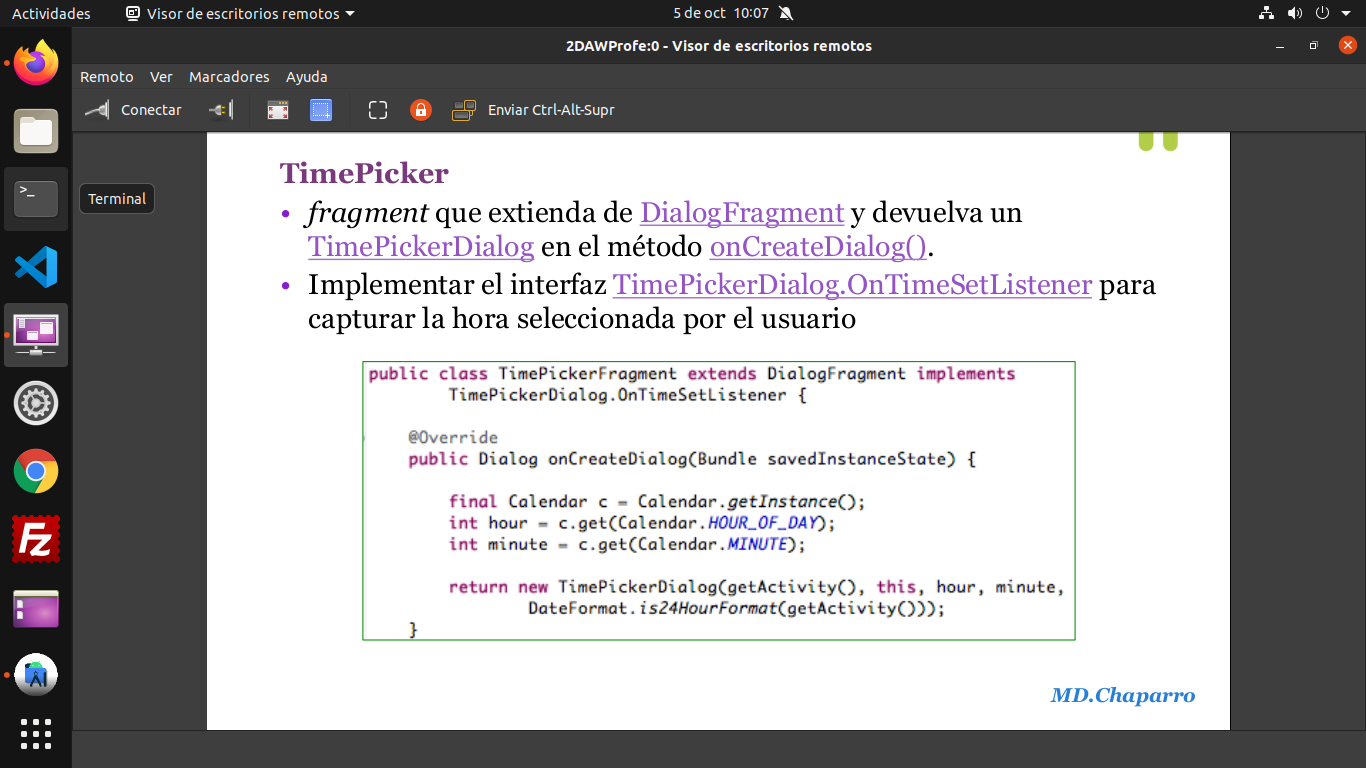 Actividades
Visor de escritorios remotos
5 de oct 10:07
2DAWProfe:0 - Visor de escritorios remotos
Remoto Ver Marcadores Ayuda
Conectar
Enviar Ctrl-Alt-Supr
Terminal
TimePicker
• fragment que extienda de DialogFragment y devuelva un
TimePickerDialog en el método onCreateDialog().
• Implementar el interfaz TimePickerDialog.OnTimeSetListener para
capturar la hora seleccionada por el usuario
public class TimePickerFragment extends DialogFragment implements
TimePickerDialog.OnTimeSetListener {
@Override
public Dialog onCreateDialog(Bundle savedInstanceState) {
final Calendar c = Calendar.getInstance();
int hour = c.get(Calendar.HOUR_OF_DAY);
int minute = c.get(Calendar.MINUTE);
return new TimePickerDialog(getActivity(), this, hour, minute,
DateFormat.is24HourFormat(getActivity()));
}
MD.Chaparro